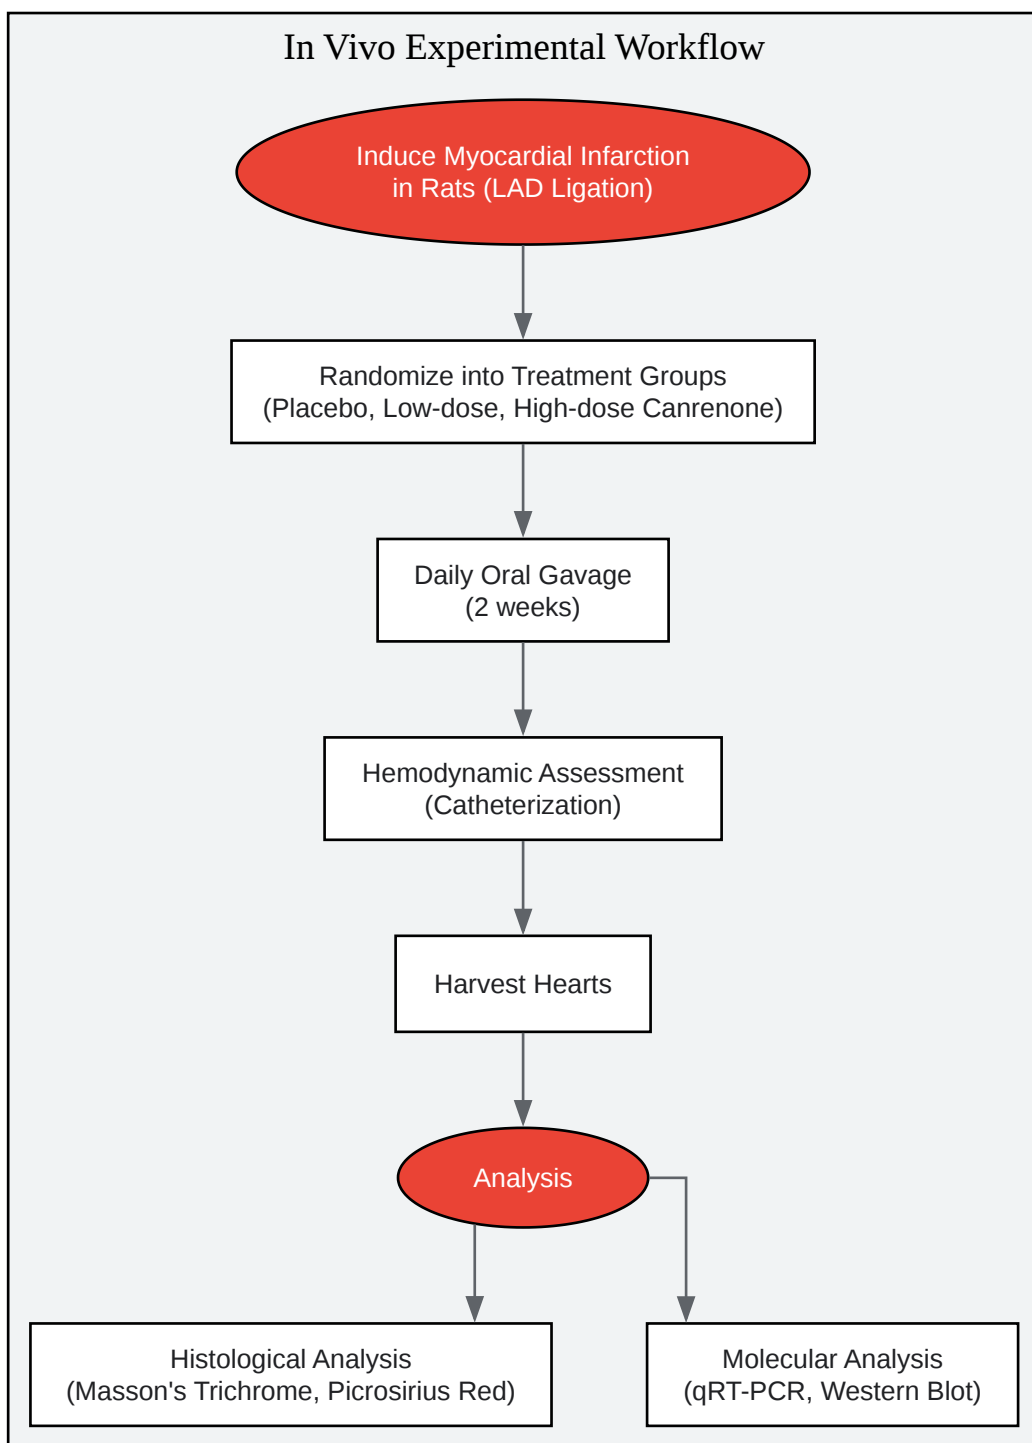 In Vivo Experimental Workflow
Induce Myocardial Infarction
in Rats (LAD Ligation)
Randomize into Treatment Groups
(Placebo, Low-dose, High-dose Canrenone)
Daily Oral Gavage
(2 weeks)
Hemodynamic Assessment
(Catheterization)
Harvest Hearts
Analysis
Histological Analysis
(Masson's Trichrome, Picrosirius Red)
Molecular Analysis
(qRT-PCR, Western Blot)